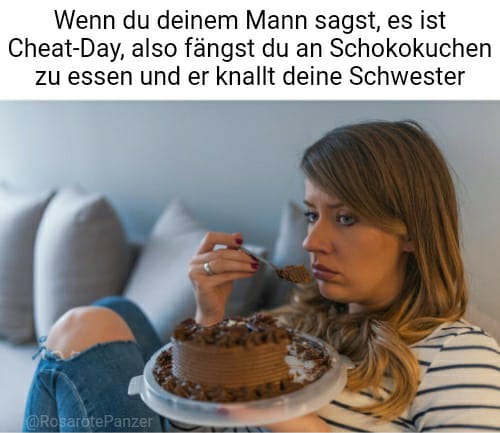 Wenn du deinem Mann sagst, es ist
Cheat-Day, also fängst du an Schokokuchen
zu essen und er knallt deine Schwester
@RosarotePanzer